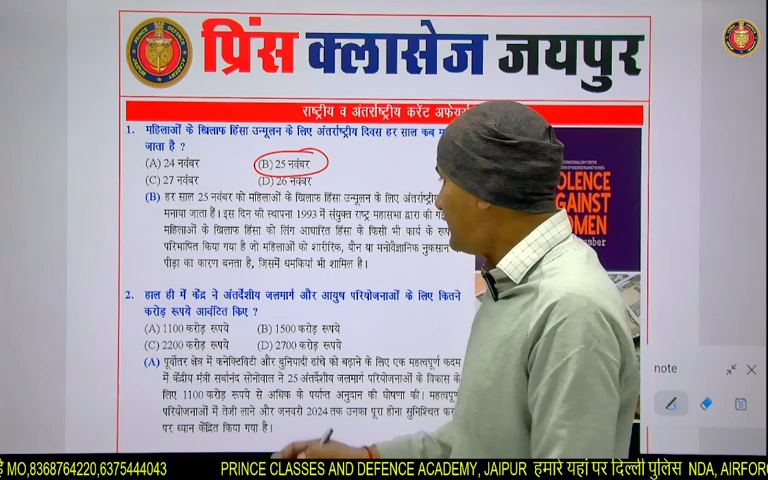 प्रिंस क्लासेज जयपुर
राष्ट्रीय व अंतर्राष्ट्रीय करेंट अफेयर्स
1. महिलाओं के खिलाफ हिंसा उन्मूलन के लिए अंतर्राष्ट्रीय दिवस हर साल कब
जाता है ?
(A) 24 नवंबर (B) 25 नवंबर
(C) 27 नवंबर (D) 26 नवंबर
(B) हर साल 25 नवंबर को महिलाओं के खिलाफ हिंसा उन्मूलन के लिए अंतर्राष्ट्रीय
मनाया जाता हैं। इस दिन की स्थापना 1993 में संयुक्त राष्ट्र महासभा द्वारा की
महिलाओं के खिलाफ हिंसा को लिंग आधारित हिंसा के किसी भी कार्य के रूप
परिभाषित किया गया है जो महिलाओं को शारीरिक, यौन या मनोवैज्ञानिक नुकसान
पीड़ा का कारण बनता है, जिसमें धमकियां भी शामिल है।
OLENCE
GAINST
OMEN
2. हाल ही में केंद्र ने अंतर्देशीय जलमार्ग और आयुष परियोजनाओं के लिए कितने
करोड़ रूपये आवंटित किए ?
(A) 1100 करोड़ रूपये (B) 1500 करोड़ रूपये
(C) 2200 करोड़ रूपये (D) 2700 करोड़ रूपये
(A) पूर्वोतर क्षेत्र में कनेक्टिविटी और बुनियादी ढांचे को बढ़ाने के लिए एक महत्वपूर्ण कदम
में केंद्रिय मंत्री सर्बानंद सोनोवाल ने 25 अंतर्देशीय जलमार्ग परियोजनाओं के विकास के
लिए 1100 करोड़ रूपये से अधिक के पर्याप्त अनुदान की घोषणा की। महत्वपूर्ण
परियोजनाओं में तेजी लाने और जनवरी 2024 तक उनका पूरा होना सुनिश्चित कर
पर ध्यान केंद्रित किया गया है।
note
है MO,8368764220,6375444043 PRINCE CLASSES AND DEFENCE ACADEMY, JAIPUR हमारे यहां पर दिल्ली पुलिस NDA, AIRFOR